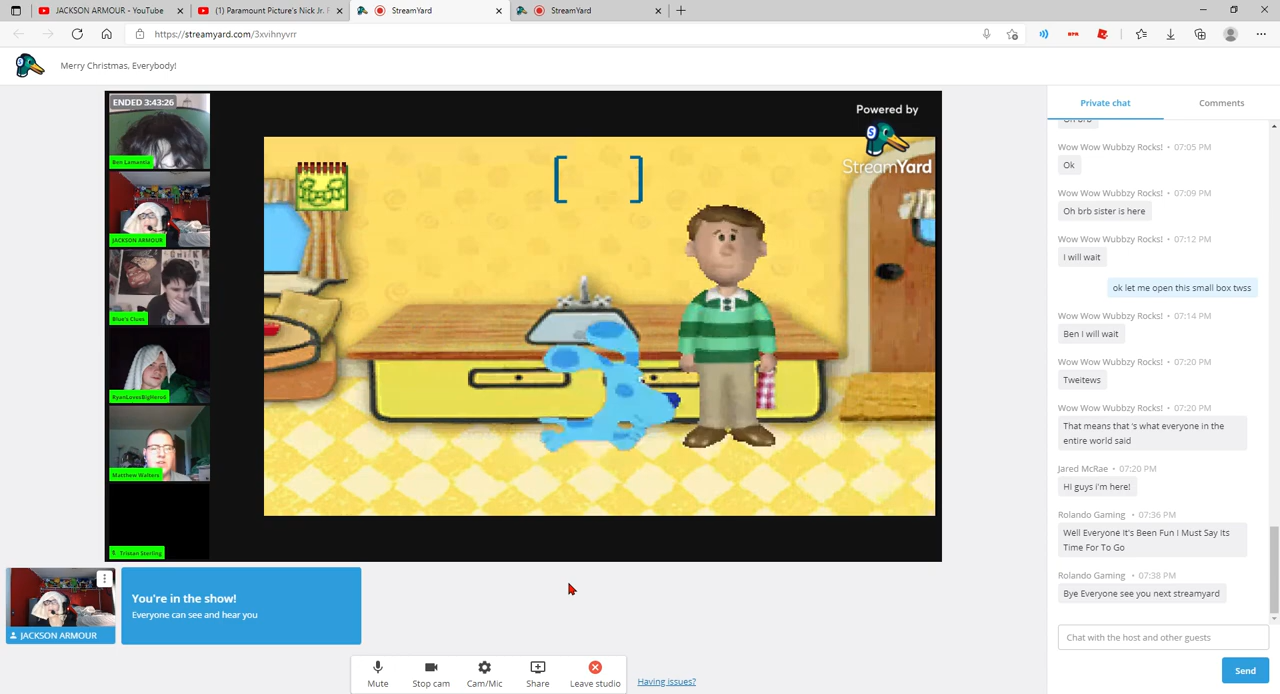 JACKSON ARMOUR - YouTube
(1) Paramount Picture's Nick Jr. F
StreamYard
StreamYard
https://streamyard.com/3xvihnyvrr
Merry Christmas, Everybody!
ENDED 3:43:26
Ben Lamantia
JACKSON ARMOUR
Blue's Clues
RyanLovesBigHero6
Matthew Walters
Tristan Sterling
Powered by
StreamYard
JACKSON ARMOUR
You're in the show!
Everyone can see and hear you
Mute
Stop cam
Cam/Mic
Share
Leave studio
Having issues?
Private chat
Comments
Oh brb
Wow Wow Wubbzy Rocks! • 07:05 PM
Ok
Wow Wow Wubbzy Rocks! • 07:09 PM
Oh brb sister is here
Wow Wow Wubbzy Rocks! • 07:12 PM
I will wait
ok let me open this small box twss
Wow Wow Wubbzy Rocks! • 07:14 PM
Ben I will wait
Wow Wow Wubbzy Rocks! • 07:20 PM
Tweitews
Wow Wow Wubbzy Rocks! • 07:20 PM
That means that 's what everyone in the
entire world said
Jared McRae • 07:20 PM
Hi guys i'm here!
Rolando Gaming • 07:36 PM
Well Everyone It's Been Fun I Must Say Its
Time For To Go
Rolando Gaming • 07:38 PM
Bye Everyone see you next streamyard
Chat with the host and other guests
Send